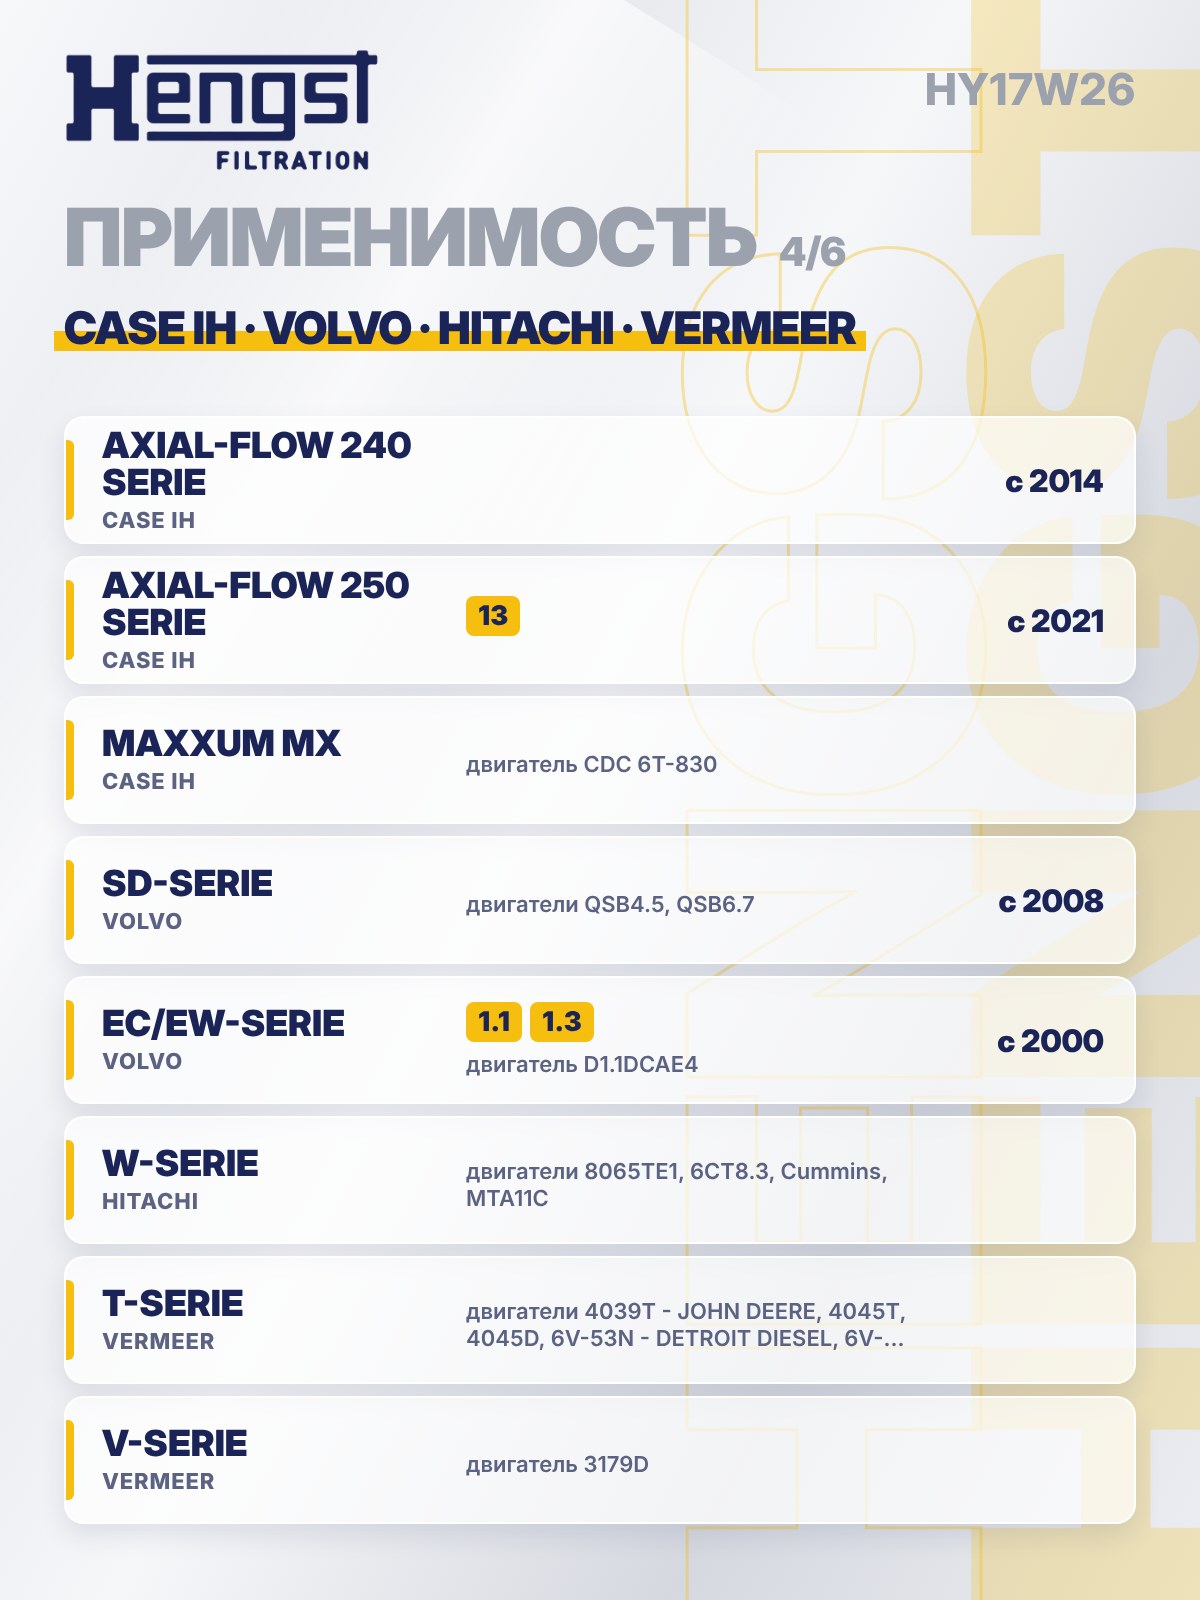 Hengst
FILTRATION
HY17W26
ПРИМЕНИМОСТЬ 4/6
CASE IH · VOLVO · HITACHI · VERMEER
AXIAL-FLOW 240
SERIE
CASE IH
с 2014
AXIAL-FLOW 250
SERIE
CASE IH
13
с 2021
MAXXUM MX
CASE IH
двигатель CDC 6T-830
SD-SERIE
VOLVO
двигатели QSB4.5, QSB6.7
с 2008
EC/EW-SERIE
VOLVO
1.1 1.3
двигатель D1.1DCAE4
с 2000
W-SERIE
HITACHI
двигатели 8065TE1, 6CT8.3, Cummins,
MTA11C
T-SERIE
VERMEER
двигатели 4039T - JOHN DEERE, 4045T,
4045D, 6V-53N - DETROIT DIESEL, 6V-...
V-SERIE
VERMEER
двигатель 3179D
HENGST
HENGST